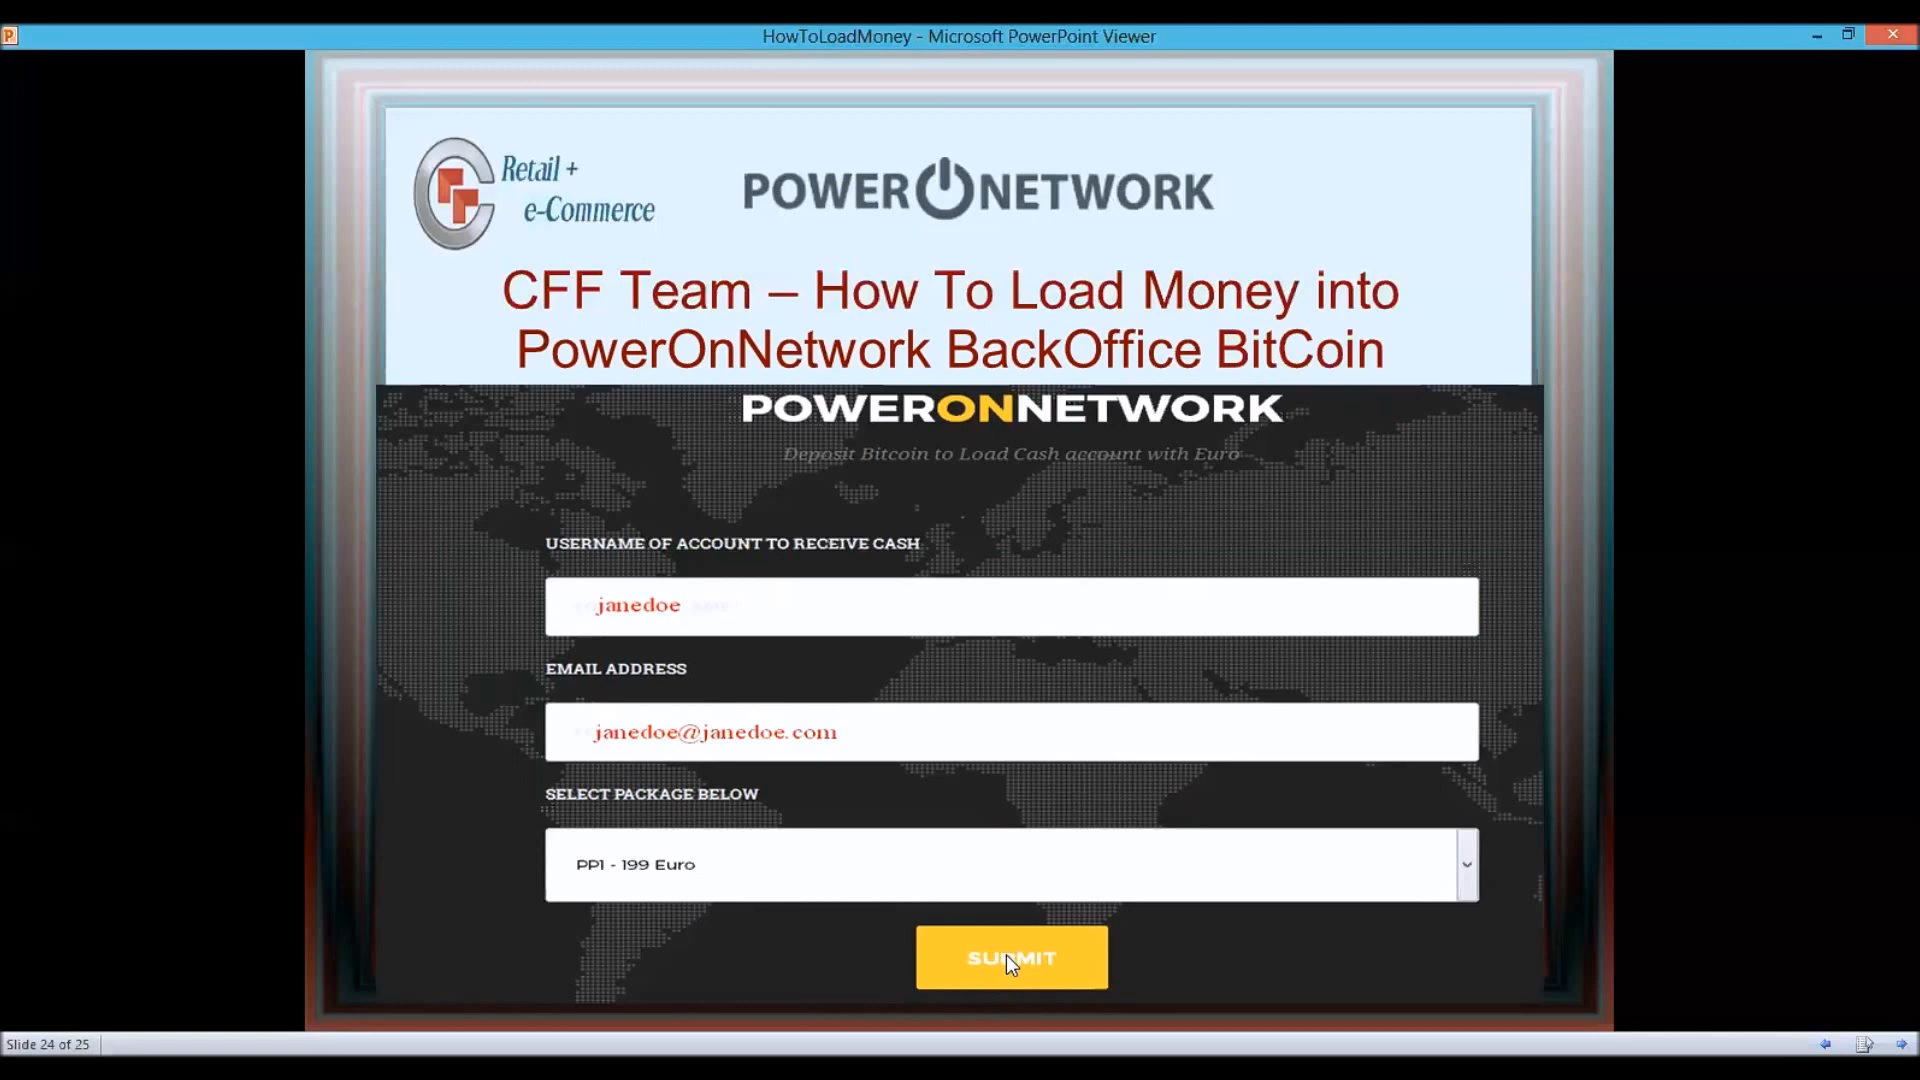 HowToLoadMoney - Microsoft PowerPoint Viewer
Retail +
e-Commerce
POWER NETWORK
CFF Team – How To Load Money into
PowerOnNetwork BackOffice BitCoin
POWERONNETWORK
Deposit Bitcoin to Load Cash account with Euro
USERNAME OF ACCOUNT TO RECEIVE CASH
janedoe
EMAIL ADDRESS
janedoe@janedoe.com
SELECT PACKAGE BELOW
PP1 - 199 Euro
SUBMIT
Slide 24 of 25